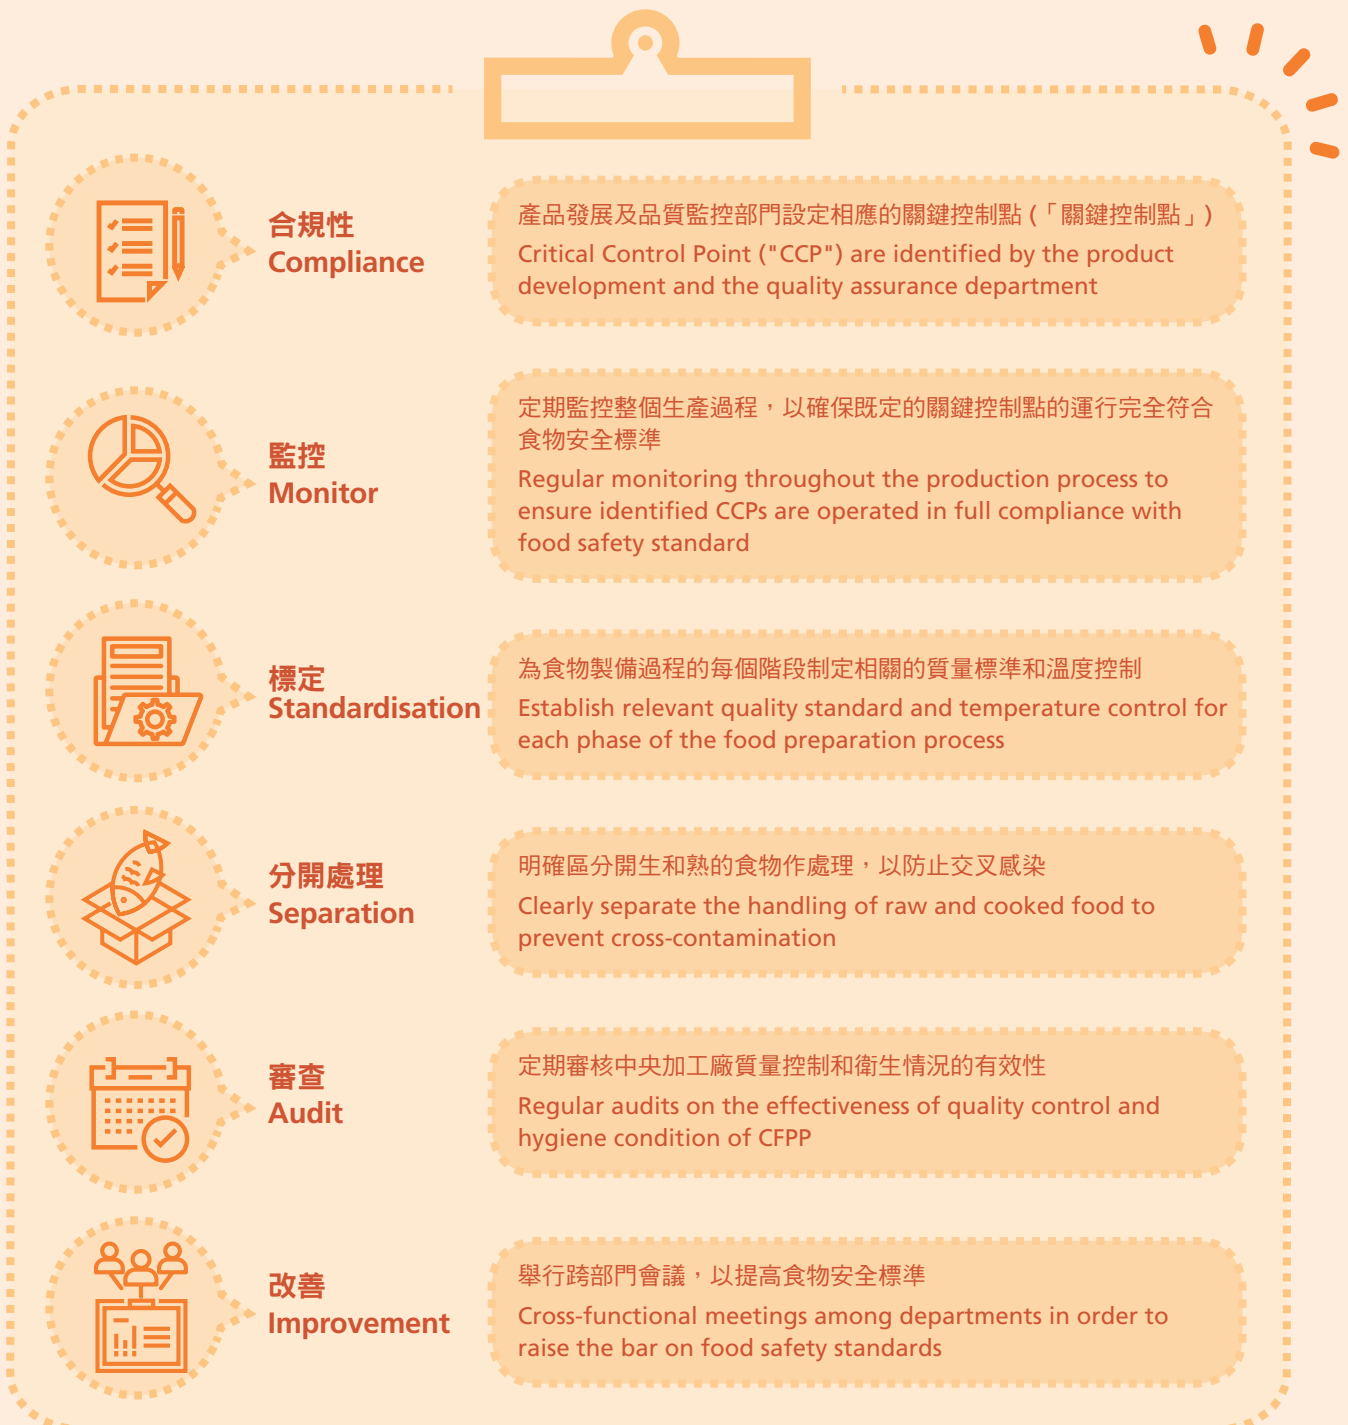 合規性
Compliance
產品發展及品質監控部門設定相應的關鍵控制點 (「關鍵控制點」)
Critical Control Point ("CCP") are identified by the product
development and the quality assurance department
監控
Monitor
定期監控整個生產過程，以確保既定的關鍵控制點的運行完全符合
食物安全標準
Regular monitoring throughout the production process to
ensure identified CCPs are operated in full compliance with
food safety standard
標定
Standardisation
為食物製備過程的每個階段制定相關的質量標準和溫度控制
Establish relevant quality standard and temperature control for
each phase of the food preparation process
分開處理
Separation
明確區分開生和熟的食物作處理，以防止交叉感染
Clearly separate the handling of raw and cooked food to
prevent cross-contamination
審查
Audit
定期審核中央加工廠質量控制和衛生情況的有效性
Regular audits on the effectiveness of quality control and
hygiene condition of CFPP
改善
Improvement
舉行跨部門會議，以提高食物安全標準
Cross-functional meetings among departments in order to
raise the bar on food safety standards